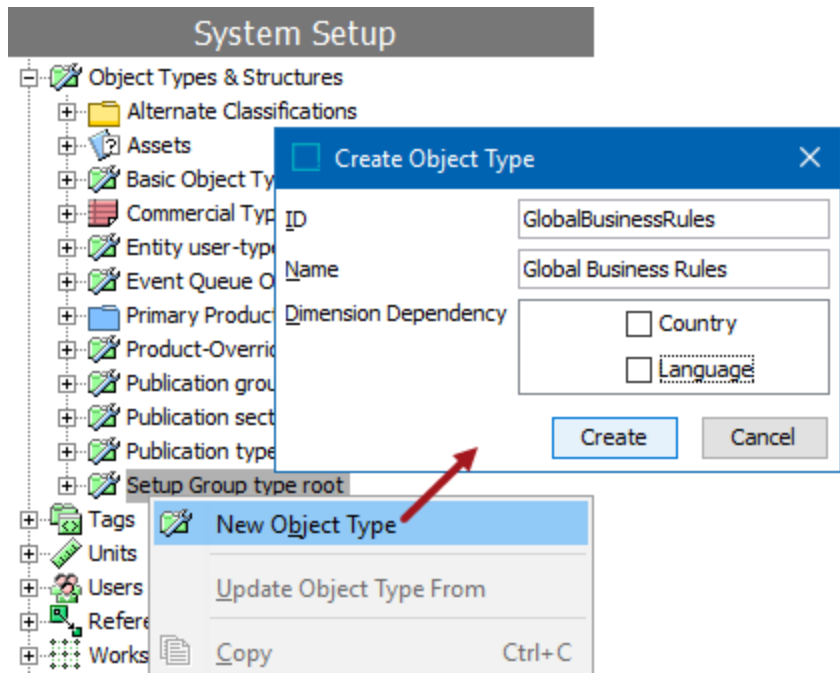 System Setup
Object Types & Structures
Alternate Classifications
Assets
Basic Object Ty
Commercial Typ
Entity user-type
Event Queue O
Primary Product
Product-Overrid
Publication grou
Publication sect
Publication type
Setup Group type root
Tags
Units
Users
Refere
Works
Create Object Type
ID GlobalBusinessRules
Name Global Business Rules
Dimension Dependency
Country
Language
Create Cancel
New Object Type
Update Object Type From
Copy Ctrl+C